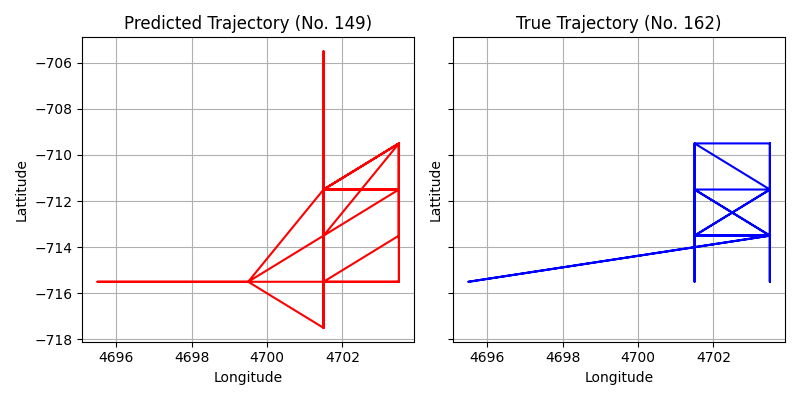 Predicted Trajectory (No. 149)
True Trajectory (No. 162)
−706
−708
−710
−712
−714
−716
−718
Lattitude
Lattitude
4696 4698 4700 4702
4696 4698 4700 4702
Longitude
Longitude